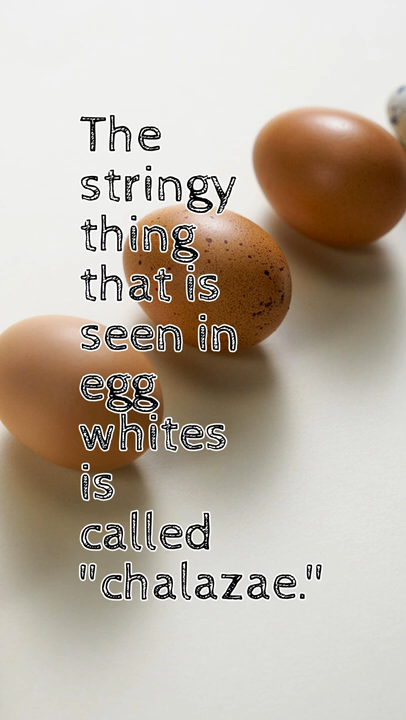 The
stringy
thing
that is
seen in
egg
whites
is
called
"chalazae."